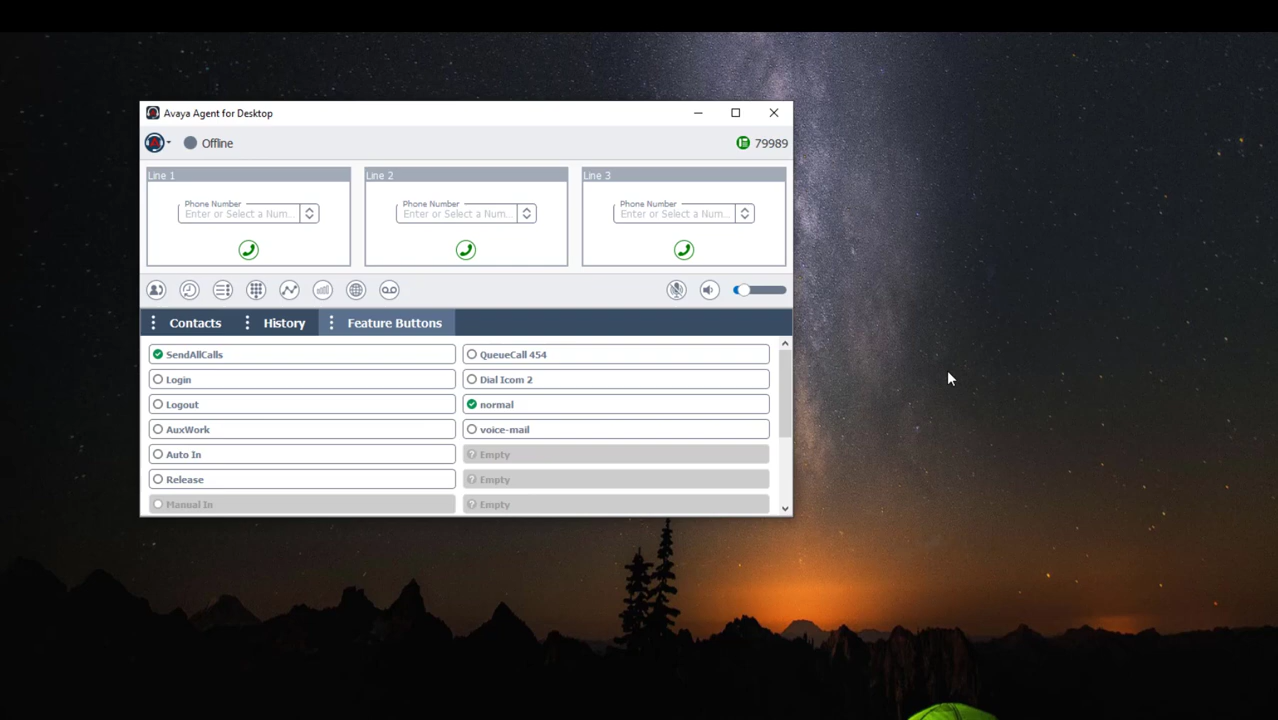 Avaya Agent for Desktop
Offline
79989
Line 1
Line 2
Line 3
Phone Number
Enter or Select a Num...
Phone Number
Enter or Select a Num...
Phone Number
Enter or Select a Num...
Contacts
History
Feature Buttons
SendAllCalls
QueueCall 454
Login
Dial Icom 2
Logout
normal
AuxWork
voice-mail
Auto In
Empty
Release
Empty
Manual In
Empty